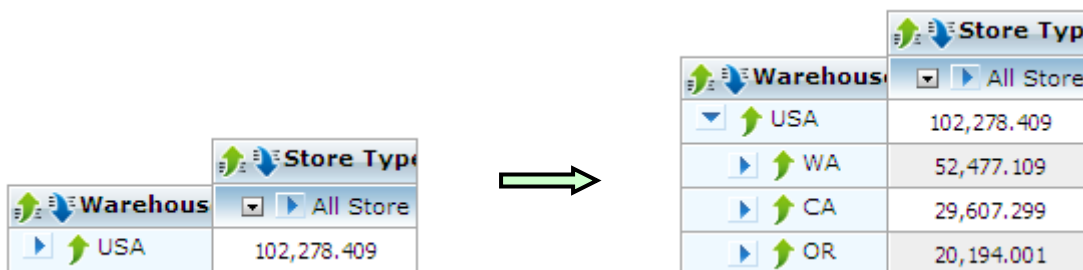 Store Type
Warehous All Store
USA 102,278.409
Store Typ
Warehous All Store
USA 102,278.409
WA 52,477.109
CA 29,607.299
OR 20,194.001